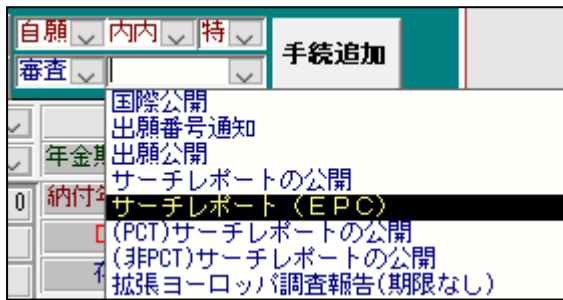 自願 内内 特
手続追加
審査
国際公開
出願番号通知
出願公開
年金期
サーチレポートの公開
0 納付年
サーチレポート（ＥＰＣ）
(PCT)サーチレポートの公開
(非PCT)サーチレポートの公開
拡張ヨーロッパ調査報告(期限なし)